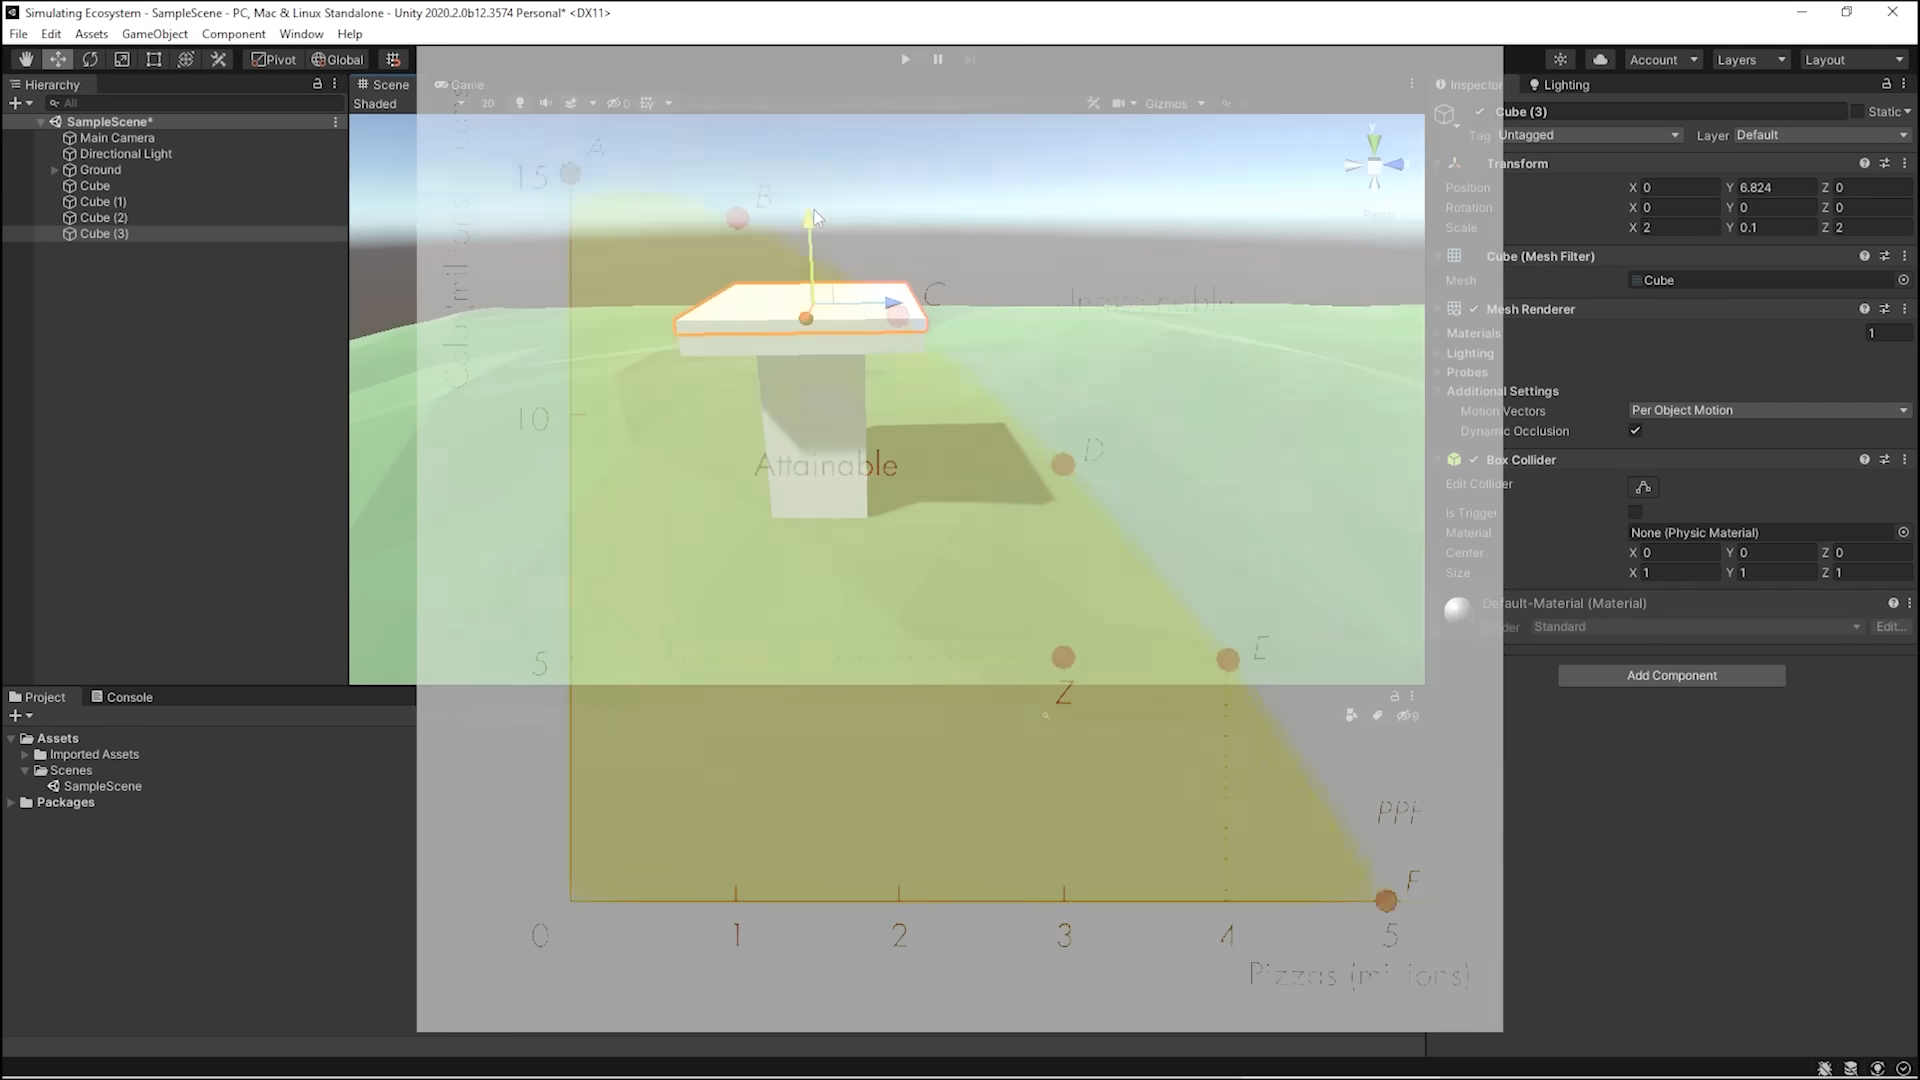 Simulating Ecosystem - SampleScene - PC, Mac & Linux Standalone - Unity 2020.2.0b12.3574 Personal* <DX11>
File Edit Assets GameObject Component Window Help
Pivot Global Account Layers Layout
Hierarchy
All
SampleScene*
Main Camera
Directional Light
Ground
Cube
Cube (1)
Cube (2)
Cube (3)
Scene Game
Shaded 2D 0 Gizmos
Persp
15
10
5
0
1
2
3
4
5
A
B
C
D
E
F
Z
Attainable
PPF
Pizzas (millions)
Inspector Lighting
Cube (3) Static
Tag Untagged Layer Default
Transform
Position X 0 Y 6.824 Z 0
Rotation X 0 Y 0 Z 0
Scale X 2 Y 0.1 Z 2
Cube (Mesh Filter)
Mesh Cube
Mesh Renderer
Materials 1
Lighting
Probes
Additional Settings
Motion Vectors Per Object Motion
Dynamic Occlusion
Box Collider
Edit Collider
Is Trigger
Material None (Physic Material)
Center X 0 Y 0 Z 0
Size X 1 Y 1 Z 1
Default-Material (Material)
Standard Edit...
Add Component
Project Console
9
Assets
Imported Assets
Scenes
SampleScene
Packages